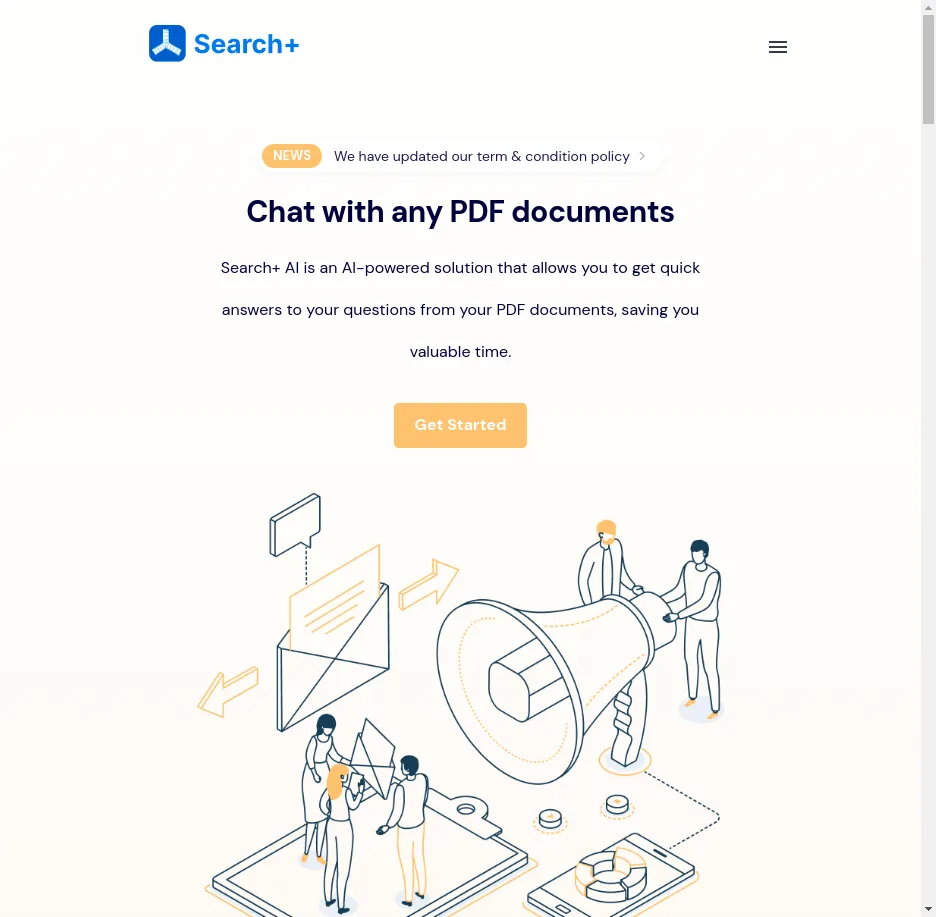 Search+
NEWS We have updated our term & condition policy
Chat with any PDF documents
Search+ AI is an AI-powered solution that allows you to get quick
answers to your questions from your PDF documents, saving you
valuable time.
Get Started